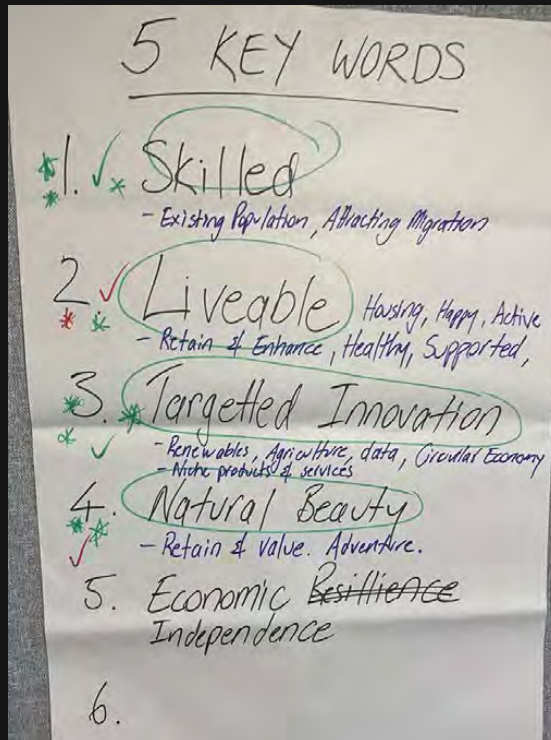 5 KEY WORDS
1. Skilled
- Existing Population, Attracting Migration
2 Liveable Housing, Happy, Active
- Retain & Enhance, Healthy, Supported,
3. Targetted Innovation
- Renewables, Agriculture, data, Circular Economy
- Niche products & services
4. Natural Beauty
- Retain & value. Adventure.
5. Economic Resillience
Independence
6.